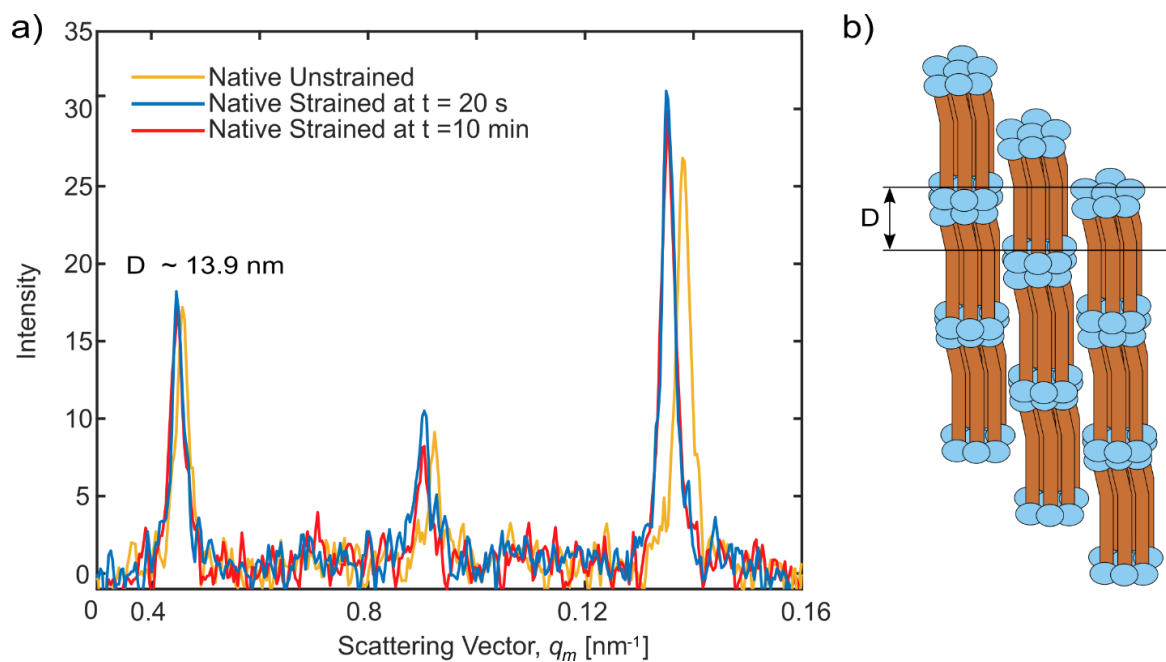 a)
b)
35
30
25
20
15
10
5
0
Intensity
Native Unstrained
Native Strained at t = 20 s
Native Strained at t =10 min
D ~ 13.9 nm
0 0.4 0.8 0.12 0.16
Scattering Vector, qm [nm-1]
D